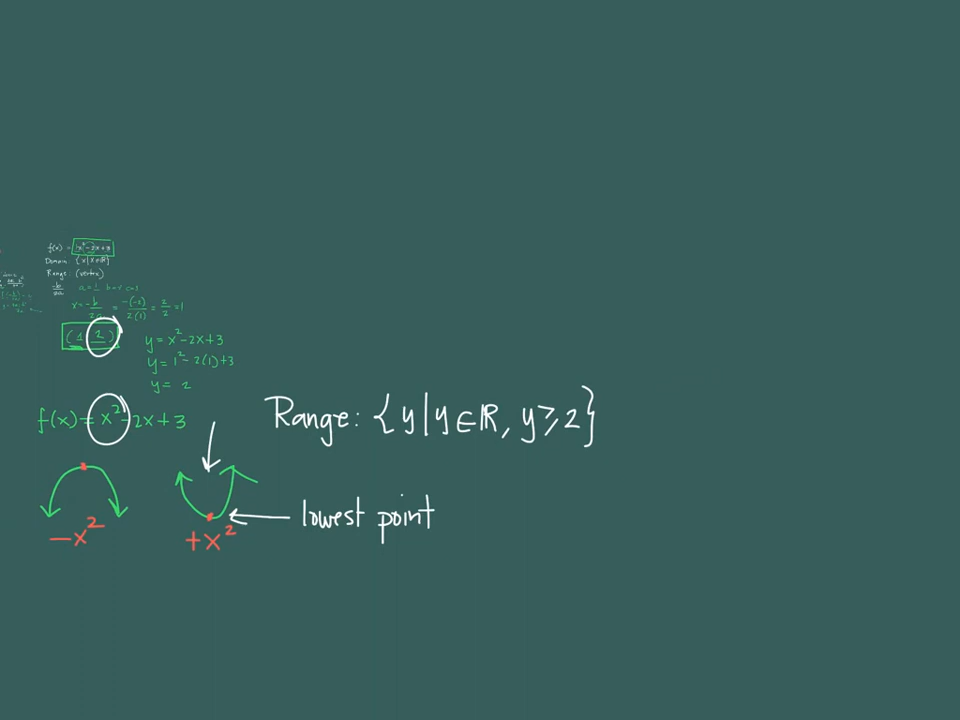 f(x) = x²-2x+3
Domain: {x|x∈ℝ}
Range: (vertex)
-b/2a a=1 b=-2 c=3
x = -b/2a = -(-2)/2(1) = 2/2 = 1
(1, 2)
y = x²-2x+3
y = 1²-2(1)+3
y = 2
f(x) = x²-2x+3
Range: {y|y∈ℝ, y≥2}
lowest point
-x²
+x²